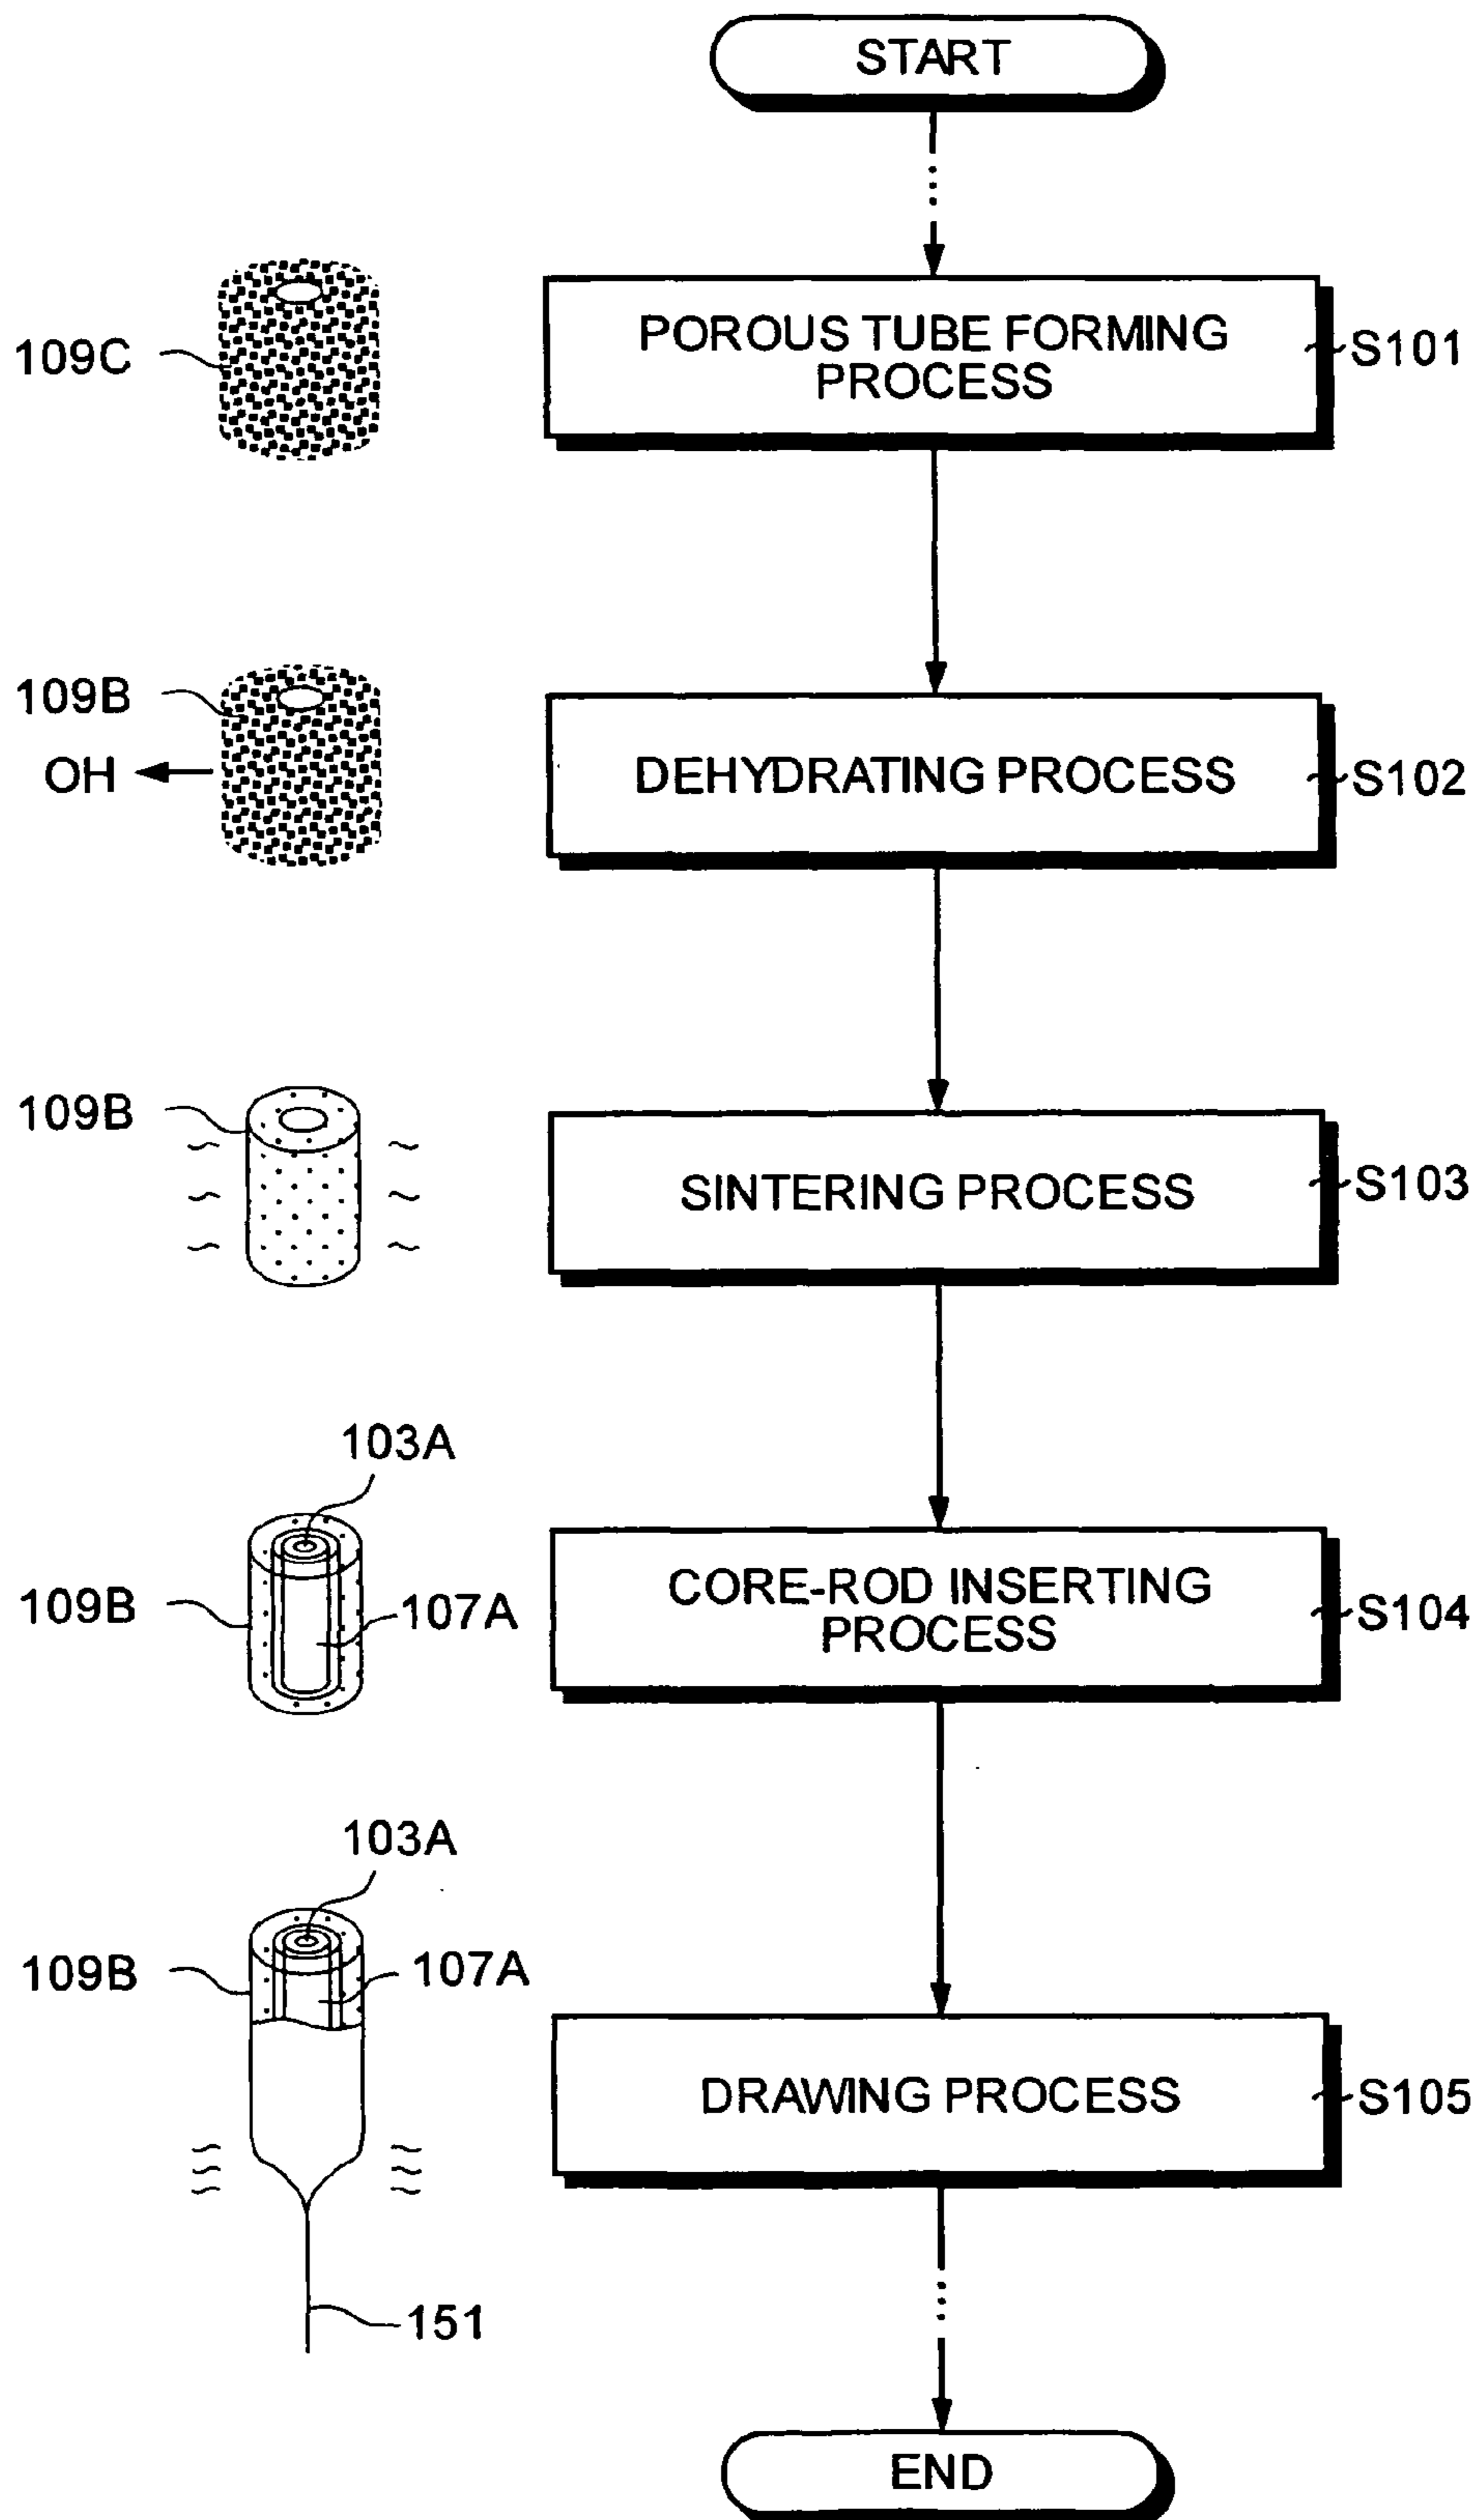 START
109C
POROUS TUBE FORMING
PROCESS
S101
109B
OH
DEHYDRATING PROCESS
S102
109B
SINTERING PROCESS
S103
103A
109B
107A
CORE-ROD INSERTING
PROCESS
S104
103A
109B
107A
DRAWING PROCESS
S105
151
END